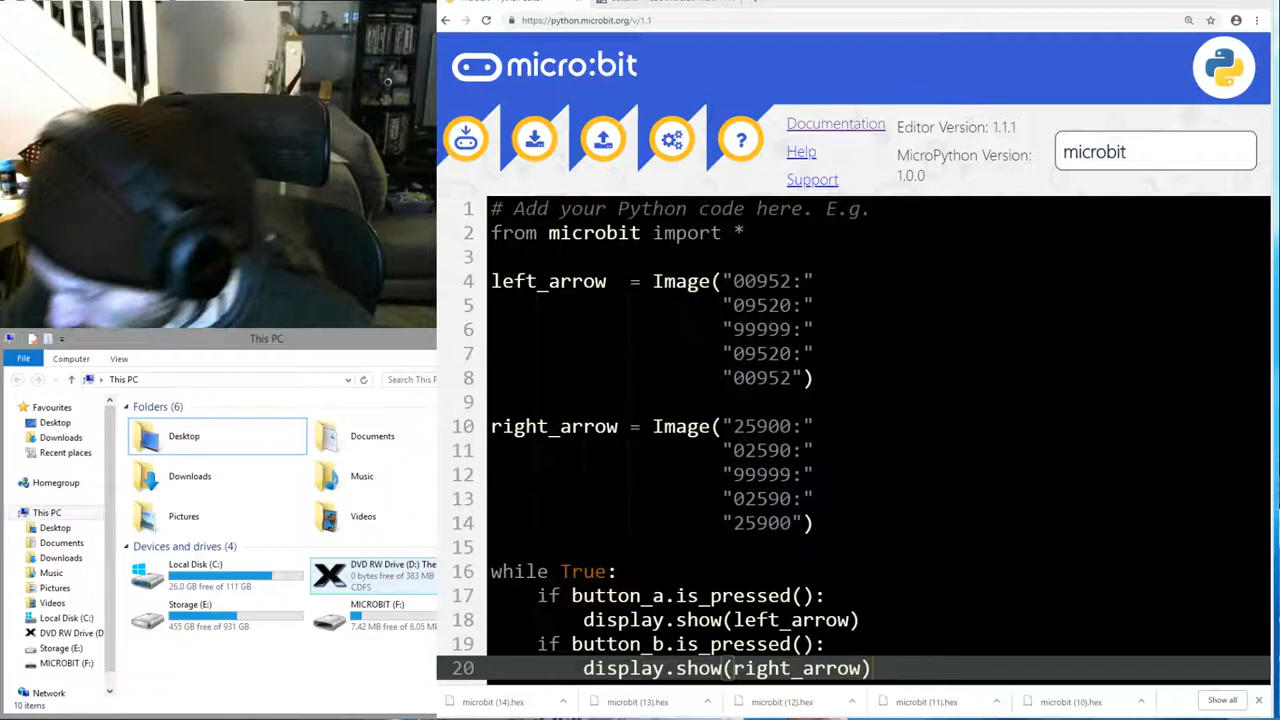 https://python.microbit.org/v/1.1
micro:bit
Documentation
Help
Support
Editor Version: 1.1.1
MicroPython Version:
1.0.0
microbit
?
1 # Add your Python code here. E.g.
2 from microbit import *
3
4 left_arrow = Image("00952:"
5 "09520:"
6 "99999:"
7 "09520:"
8 "00952")
9
10 right_arrow = Image("25900:"
11 "02590:"
12 "99999:"
13 "02590:"
14 "25900")
15
16 while True:
17 if button_a.is_pressed():
18 display.show(left_arrow)
19 if button_b.is_pressed():
20 display.show(right_arrow)
This PC
File Computer View
This PC
Search This P
Favourites
Desktop
Downloads
Recent places
Homegroup
This PC
Desktop
Documents
Downloads
Music
Pictures
Videos
Local Disk (C:)
DVD RW Drive (D
Storage (E:)
MICROBIT (F:)
Network
10 items
Folders (6)
Desktop
Documents
Downloads
Music
Pictures
Videos
Devices and drives (4)
Local Disk (C:)
26.0 GB free of 111 GB
DVD RW Drive (D:) The
0 bytes free of 383 MB
CDFS
Storage (E:)
455 GB free of 931 GB
MICROBIT (F:)
7.42 MB free of 8.05 M
microbit (14).hex
microbit (13).hex
microbit (12).hex
microbit (11).hex
microbit (10).hex
Show all